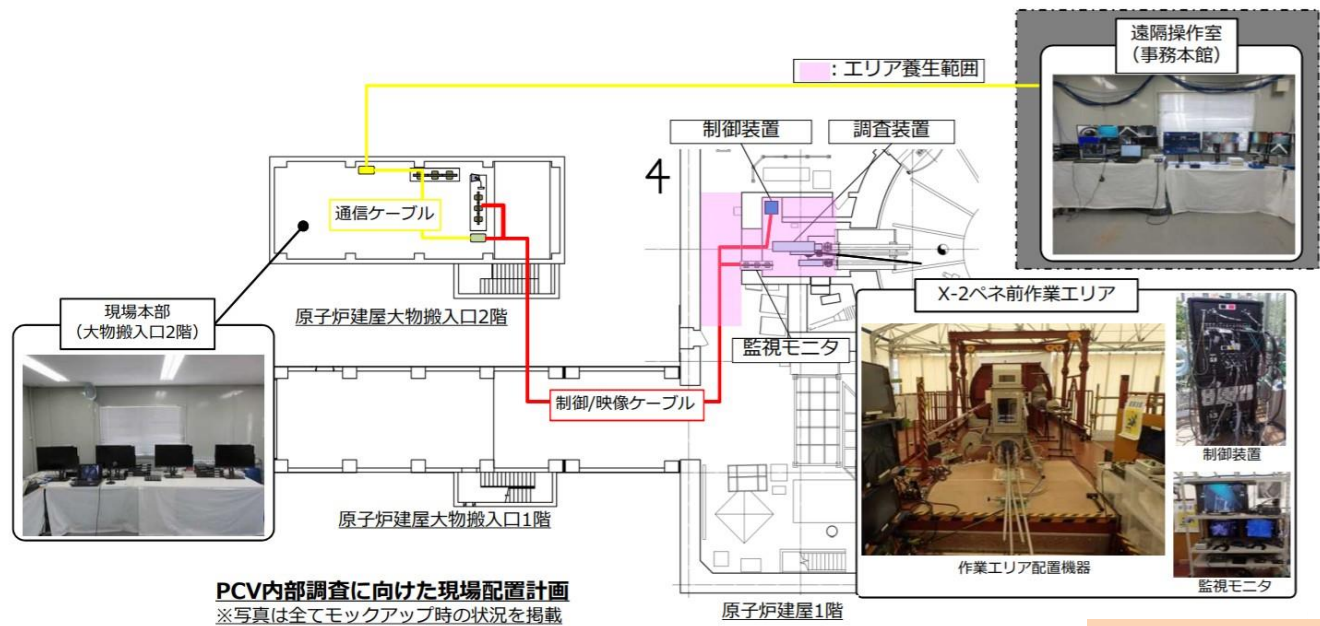 遠隔操作室
（事務本館）
：エリア養生範囲
制御装置
調査装置
4
通信ケーブル
現場本部
（大物搬入口2階）
原子炉建屋大物搬入口2階
X-2ペネ前作業エリア
監視モニタ
制御/映像ケーブル
制御装置
原子炉建屋大物搬入口1階
作業エリア配置機器
監視モニタ
PCV内部調査に向けた現場配置計画
※写真は全てモックアップ時の状況を掲載
原子炉建屋1階